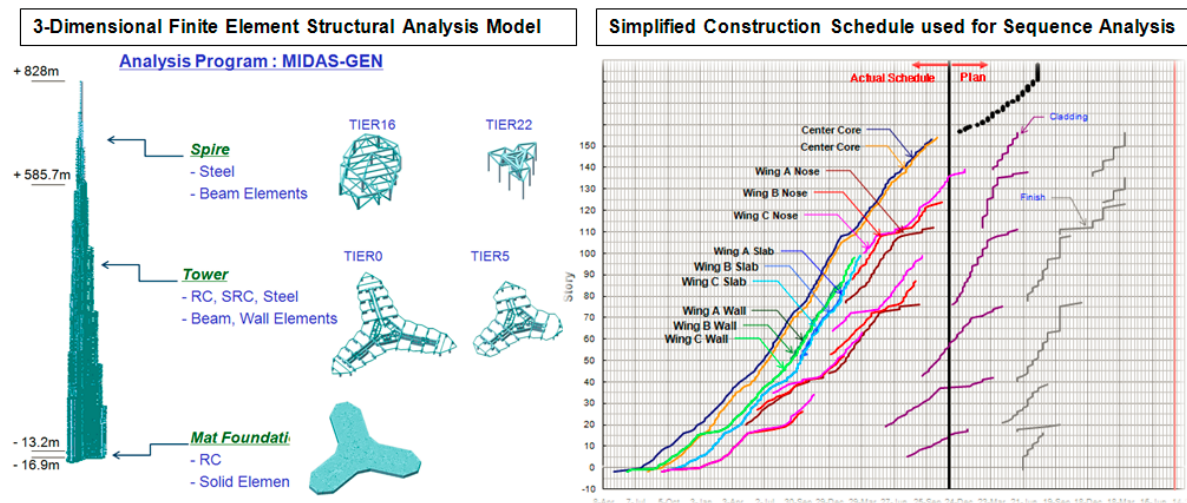 3-Dimensional Finite Element Structural Analysis Model
Analysis Program : MIDAS-GEN
+ 828m
Spire
- Steel
- Beam Elements
TIER16
TIER22
+ 585.7m
Tower
- RC, SRC, Steel
- Beam, Wall Elements
TIER0
TIER5
- 13.2m
- 16.9m
Mat Foundati
- RC
- Solid Elemen
Simplified Construction Schedule used for Sequence Analysis
Actual Schedule
Plan
Cladding
Center Core
Center Core
Wing A Nose
Wing B Nose
Wing C Nose
Finish
Wing A Slab
Wing B Slab
Wing C Slab
Wing A Wall
Wing B Wall
Wing C Wall
Story
150
140
130
120
110
100
90
80
70
60
50
40
30
20
10
0
-10